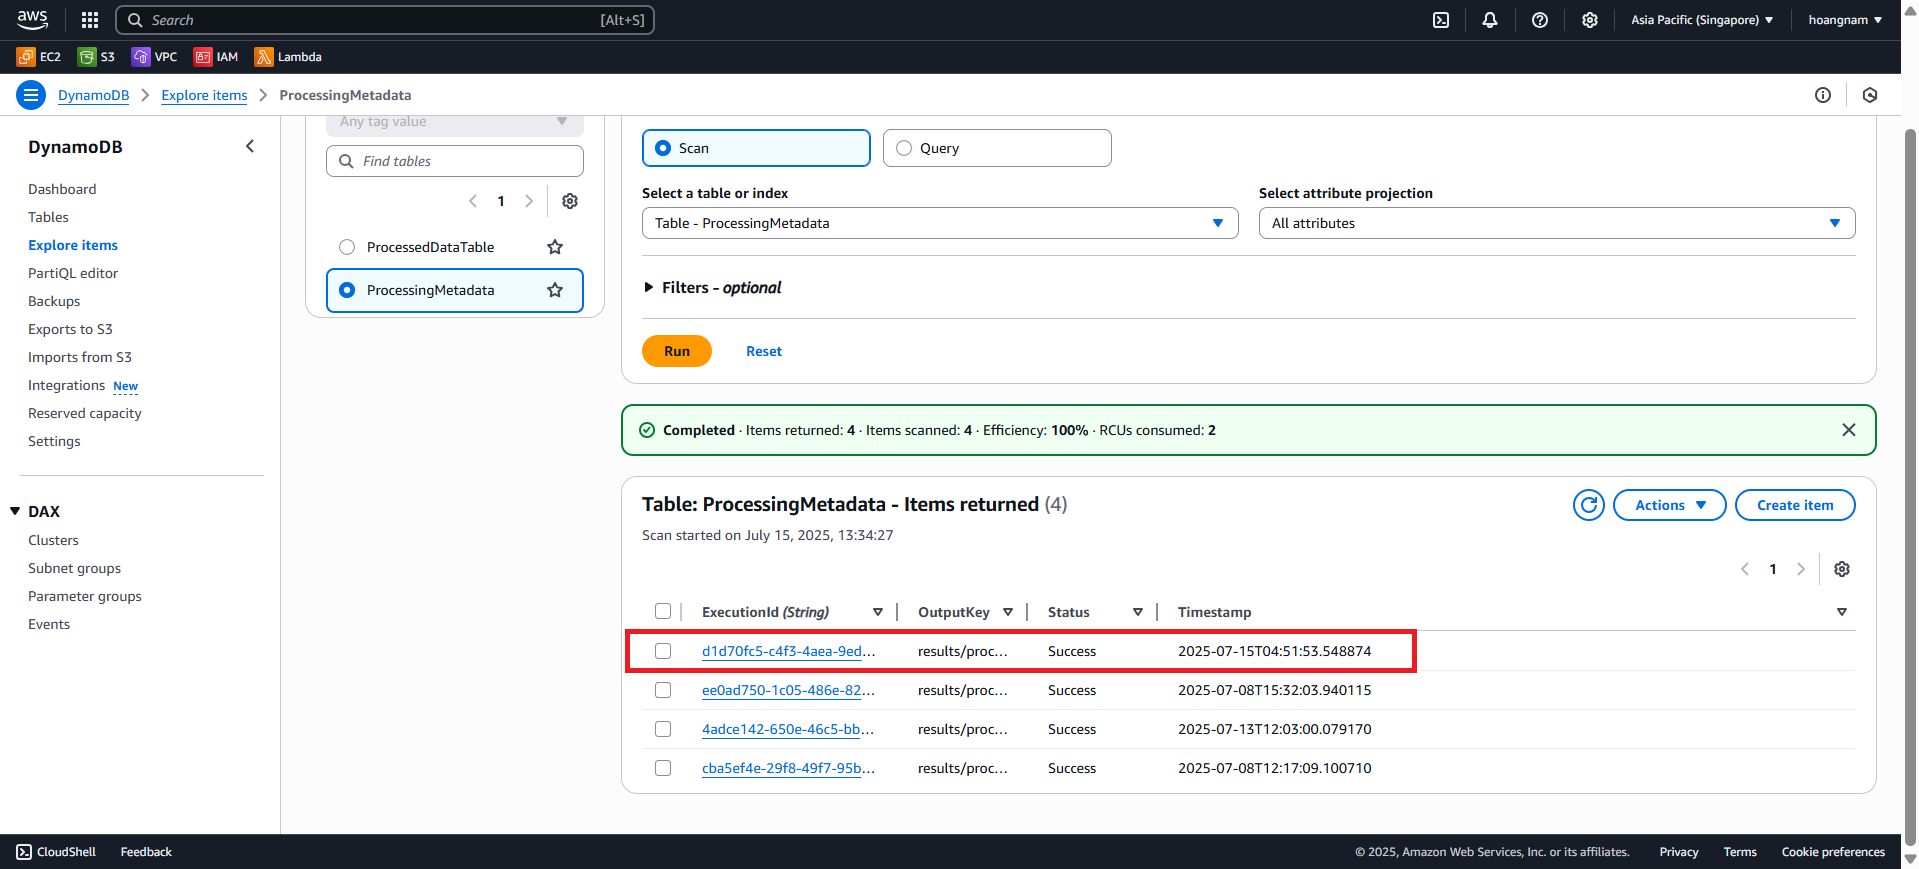 aws
Search [Alt+S]
Asia Pacific (Singapore)
hoangnam
EC2 S3 VPC IAM Lambda
DynamoDB Explore items ProcessingMetadata
DynamoDB
Dashboard
Tables
Explore items
PartiQL editor
Backups
Exports to S3
Imports from S3
Integrations New
Reserved capacity
Settings
DAX
Clusters
Subnet groups
Parameter groups
Events
Any tag value
Find tables
1
ProcessedDataTable
ProcessingMetadata
Scan
Query
Select a table or index
Table - ProcessingMetadata
Select attribute projection
All attributes
Filters - optional
Run
Reset
Completed · Items returned: 4 · Items scanned: 4 · Efficiency: 100% · RCUs consumed: 2
Table: ProcessingMetadata - Items returned (4)
Scan started on July 15, 2025, 13:34:27
Actions
Create item
1
ExecutionId (String) OutputKey Status Timestamp
d1d70fc5-c4f3-4aea-9ed... results/proc... Success 2025-07-15T04:51:53.548874
ee0ad750-1c05-486e-82... results/proc... Success 2025-07-08T15:32:03.940115
4adce142-650e-46c5-bb... results/proc... Success 2025-07-13T12:03:00.079170
cba5ef4e-29f8-49f7-95b... results/proc... Success 2025-07-08T12:17:09.100710
CloudShell Feedback
© 2025, Amazon Web Services, Inc. or its affiliates. Privacy Terms Cookie preferences